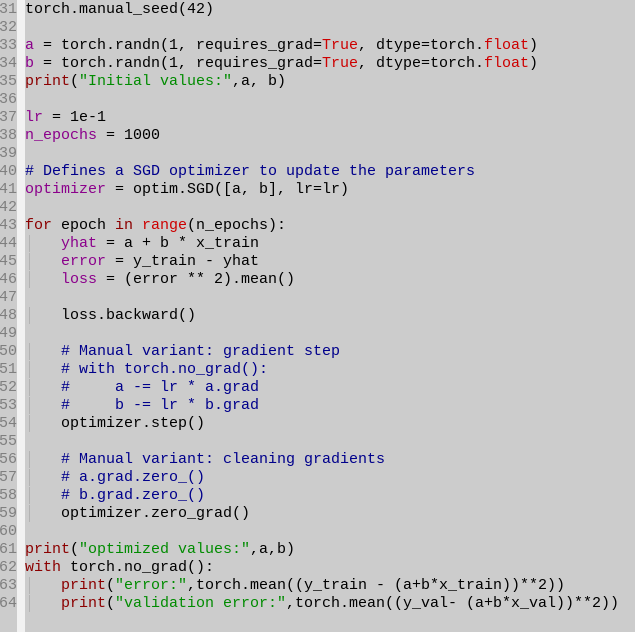 31 torch.manual_seed(42)
32
33 a = torch.randn(1, requires_grad=True, dtype=torch.float)
34 b = torch.randn(1, requires_grad=True, dtype=torch.float)
35 print("Initial values:",a, b)
36
37 lr = 1e-1
38 n_epochs = 1000
39
40 # Defines a SGD optimizer to update the parameters
41 optimizer = optim.SGD([a, b], lr=lr)
42
43 for epoch in range(n_epochs):
44     yhat = a + b * x_train
45     error = y_train - yhat
46     loss = (error ** 2).mean()
47
48     loss.backward()
49
50     # Manual variant: gradient step
51     # with torch.no_grad():
52     #     a -= lr * a.grad
53     #     b -= lr * b.grad
54     optimizer.step()
55
56     # Manual variant: cleaning gradients
57     # a.grad.zero_()
58     # b.grad.zero_()
59     optimizer.zero_grad()
60
61 print("optimized values:",a,b)
62 with torch.no_grad():
63     print("error:",torch.mean((y_train - (a+b*x_train))**2))
64     print("validation error:",torch.mean((y_val- (a+b*x_val))**2))